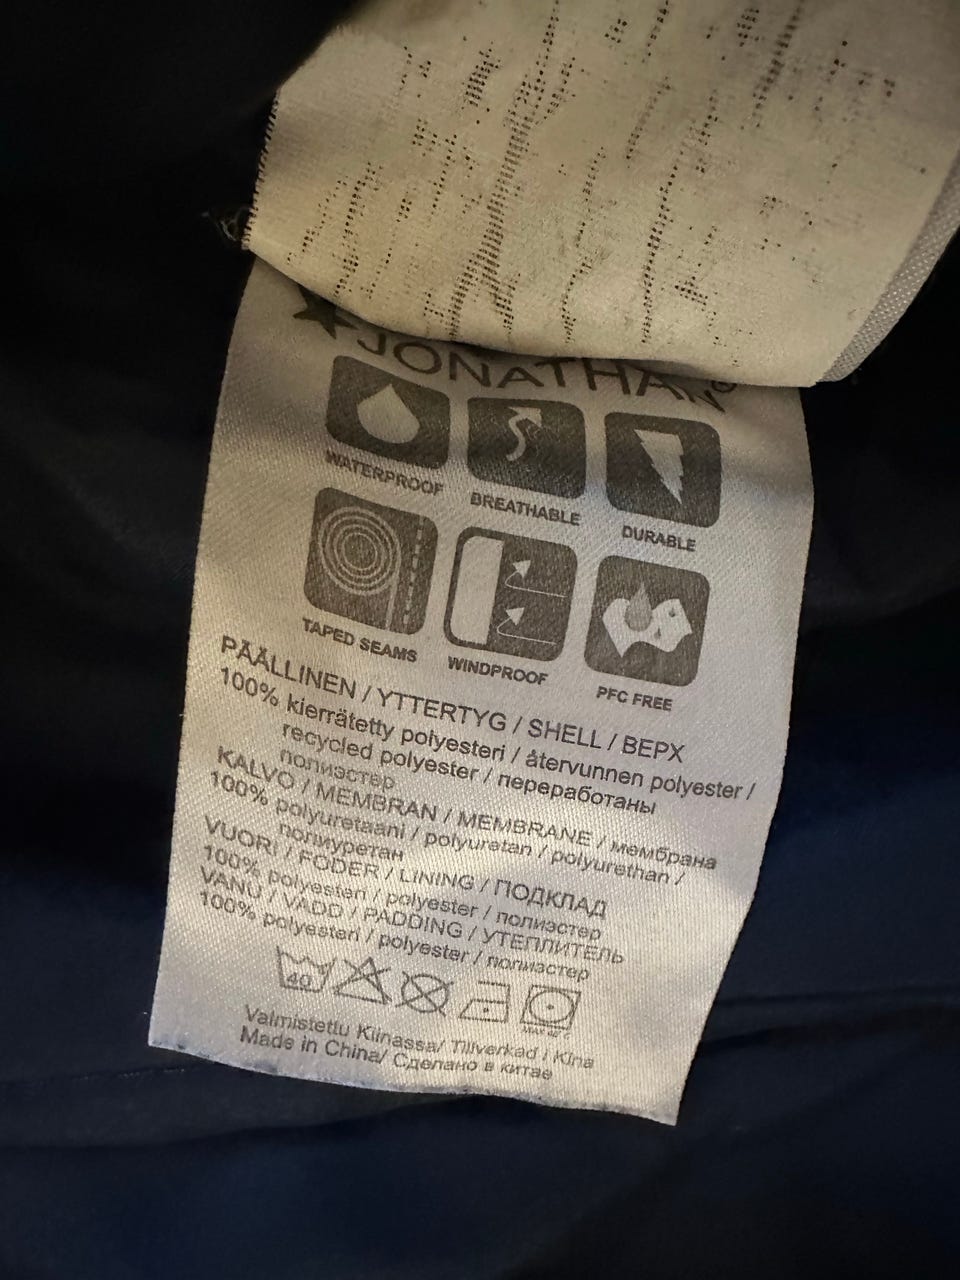 JONATHAN®
WATERPROOF BREATHABLE DURABLE
TAPED SEAMS WINDPROOF PFC FREE
PÄÄLLINEN / YTTERTYG / SHELL / ВЕРХ
100% kierrätetty polyesteri / återvunnen polyester /
recycled polyester / переработаны
полиэстер
KALVO / MEMBRAN / MEMBRANE / мембрана
100% polyuretaani / polyuretan / polyurethan /
полиуретан
VUORI / FODER / LINING / ПОДКЛАД
100% polyesteri / polyester / полиэстер
VANU / VADD / PADDING / УТЕПЛИТЕЛЬ
100% polyesteri / polyester / полиэстер
40
Valmistettu Kiinassa/ Tillverkad i Kina
Made in China/ Сделано в китае